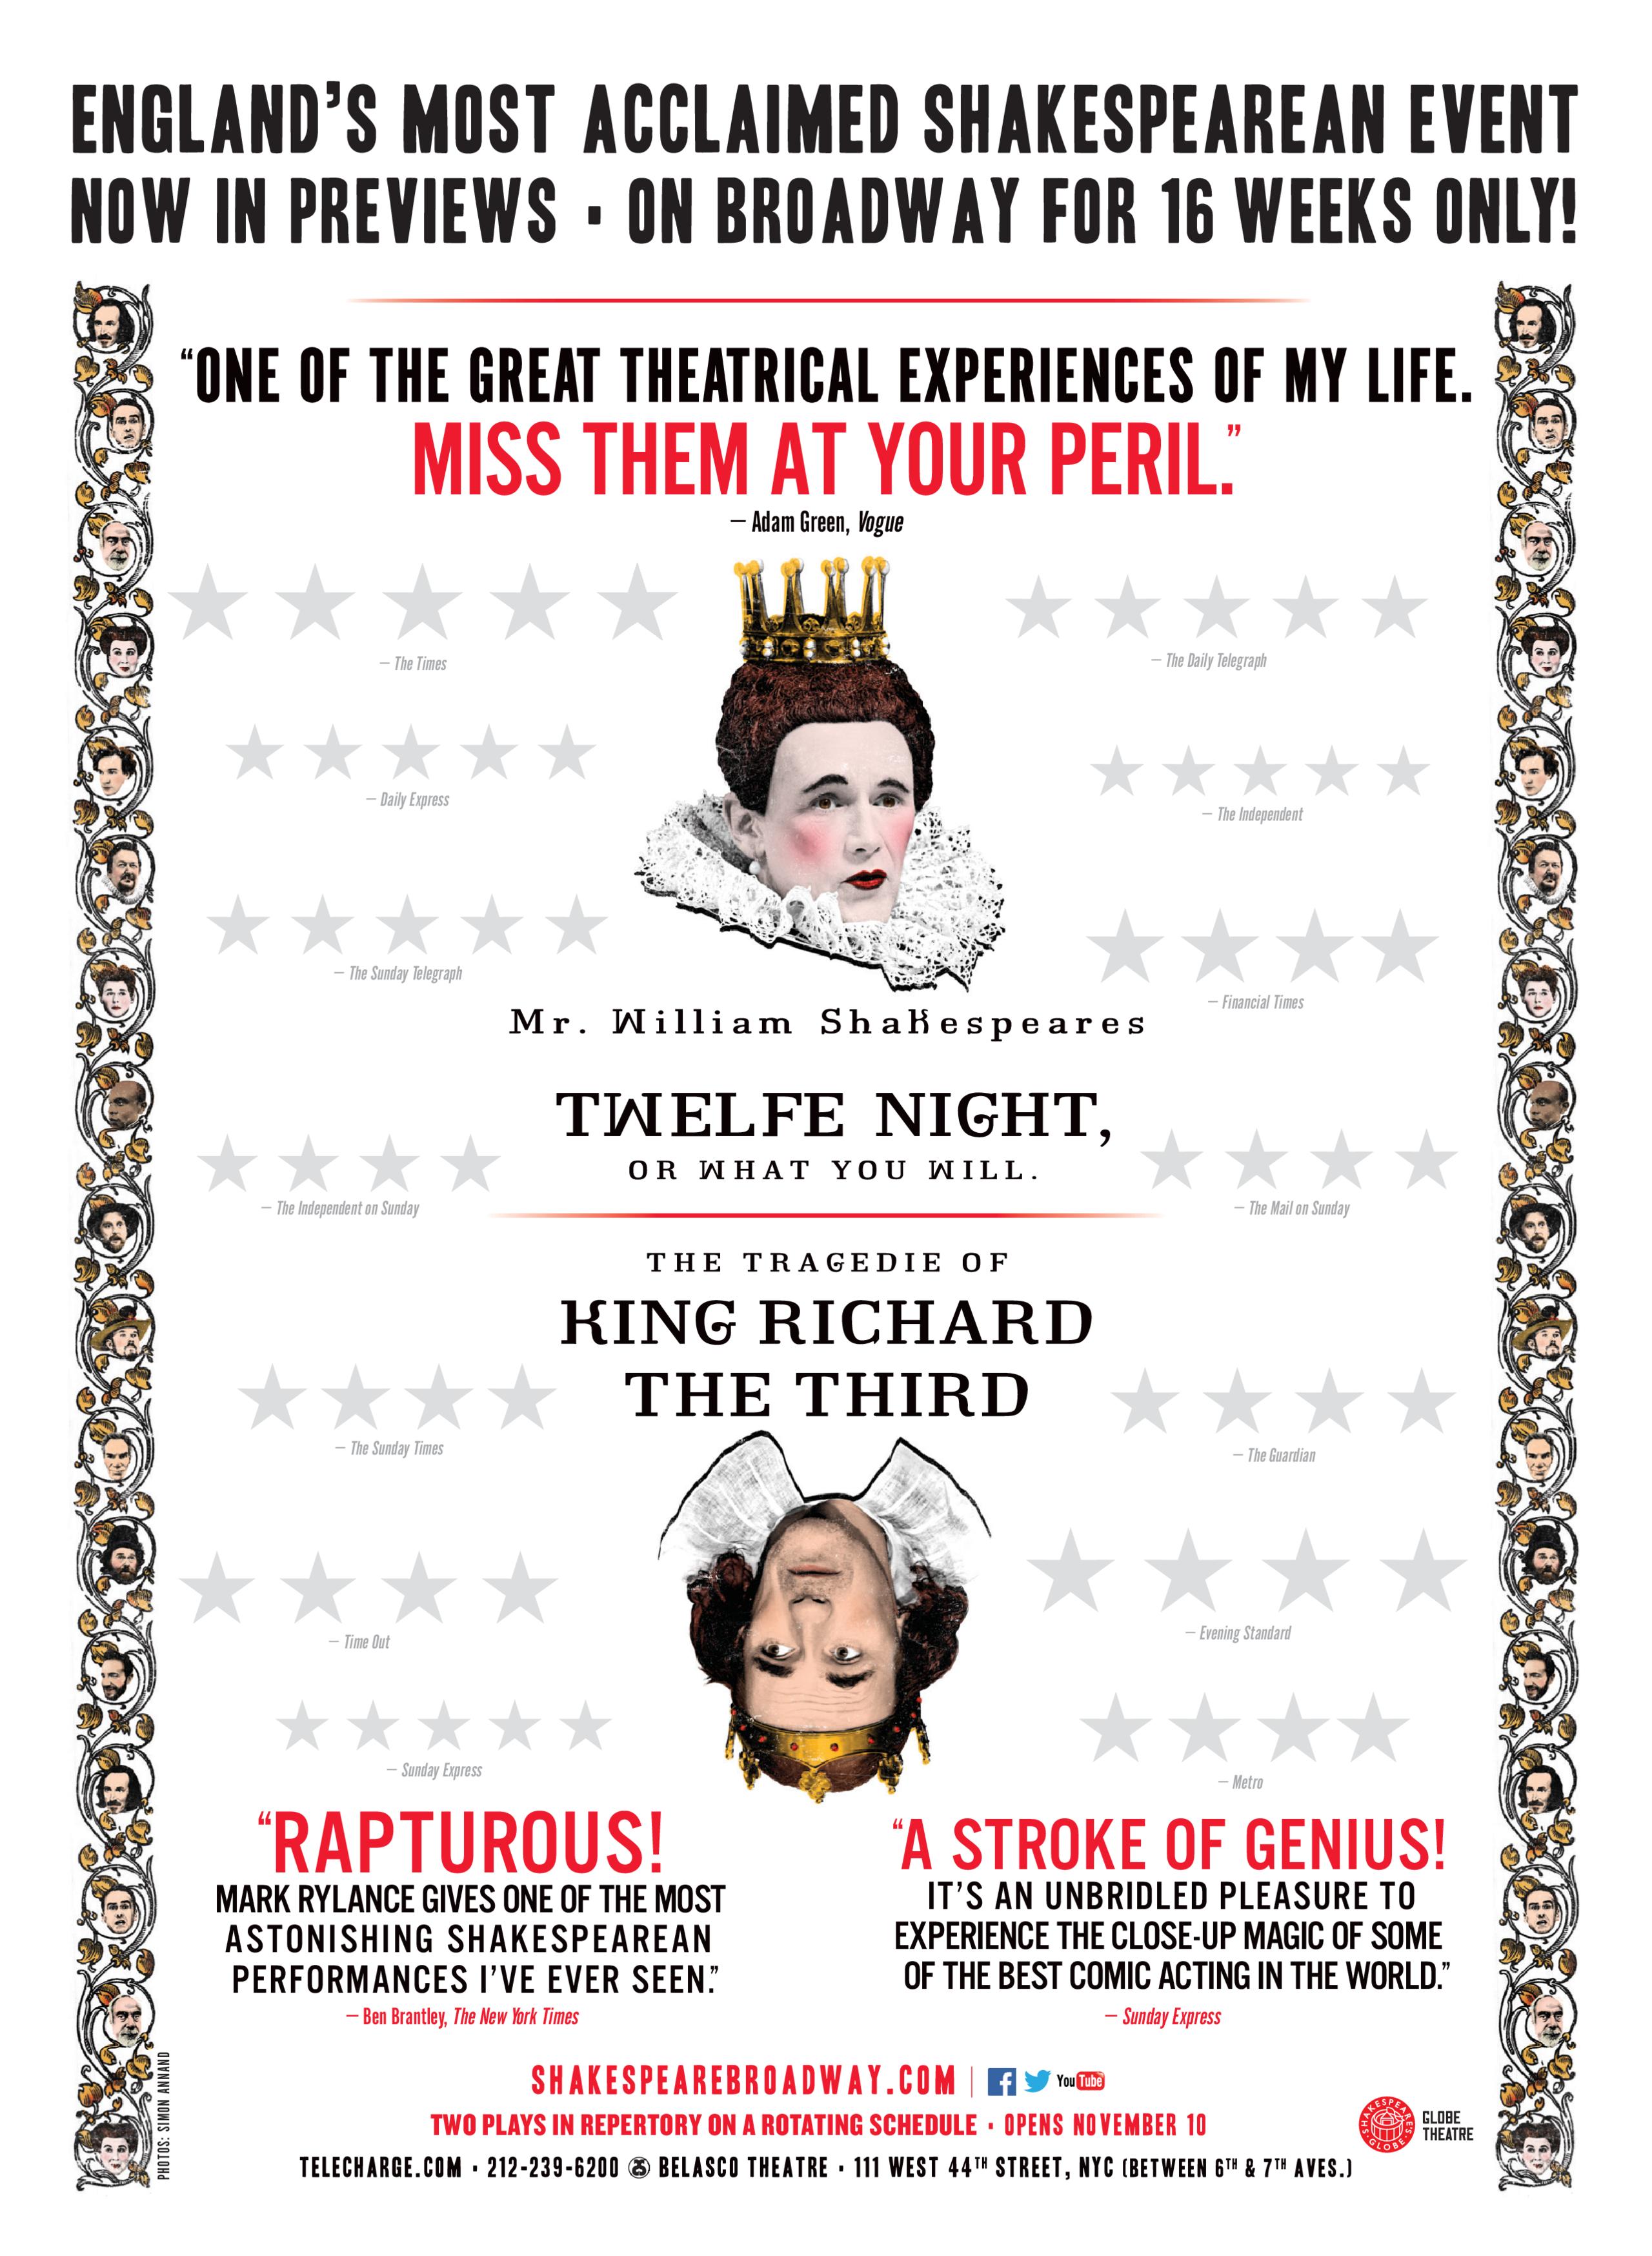 ENGLAND'S MOST ACCLAIMED SHAKESPEAREAN EVENT
NOW IN PREVIEWS · ON BROADWAY FOR 16 WEEKS ONLY!
“ONE OF THE GREAT THEATRICAL EXPERIENCES OF MY LIFE.
MISS THEM AT YOUR PERIL.”
— Adam Green, Vogue
— The Times
— The Daily Telegraph
— Daily Express
— The Independent
— The Sunday Telegraph
— Financial Times
Mr. William Shakespeares
TWELFE NIGHT,
OR WHAT YOU WILL.
— The Independent on Sunday
— The Mail on Sunday
THE TRAGEDIE OF
KING RICHARD
THE THIRD
— The Sunday Times
— The Guardian
— Time Out
— Evening Standard
— Sunday Express
— Metro
“RAPTUROUS!
MARK RYLANCE GIVES ONE OF THE MOST
ASTONISHING SHAKESPEAREAN
PERFORMANCES I'VE EVER SEEN.”
— Ben Brantley, The New York Times
“A STROKE OF GENIUS!
IT'S AN UNBRIDLED PLEASURE TO
EXPERIENCE THE CLOSE-UP MAGIC OF SOME
OF THE BEST COMIC ACTING IN THE WORLD.”
— Sunday Express
SHAKESPEAREBROADWAY.COM | f YouTube
TWO PLAYS IN REPERTORY ON A ROTATING SCHEDULE · OPENS NOVEMBER 10
TELECHARGE.COM · 212-239-6200 BELASCO THEATRE · 111 WEST 44TH STREET, NYC (BETWEEN 6TH & 7TH AVES.)
SHAKESPEARE'S GLOBE
GLOBE
THEATRE
PHOTOS: SIMON ANNAND